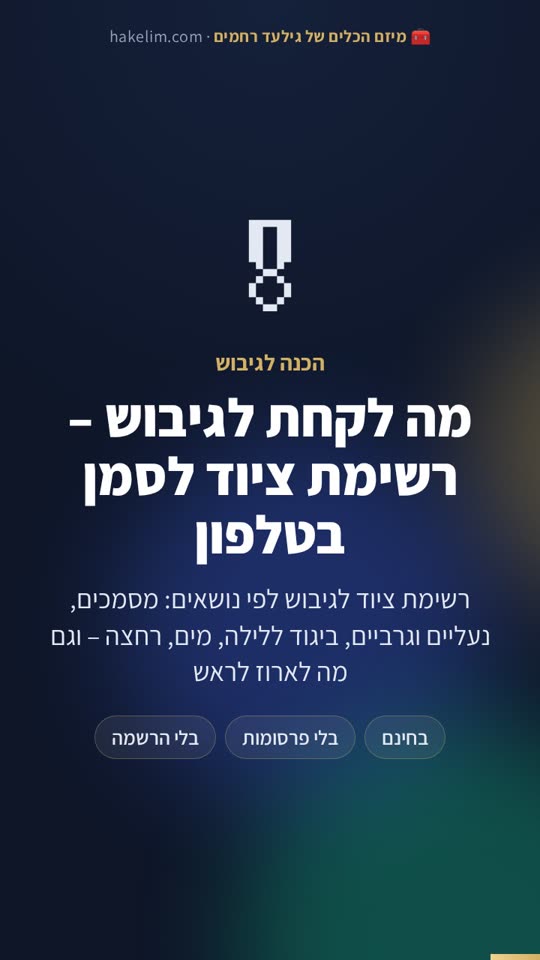 🧰 מיזם הכלים של גילעד רחמים · hakelim.com
הכנה לגיבוש
מה לקחת לגיבוש –
רשימת ציוד לסמן
בטלפון
רשימת ציוד לגיבוש לפי נושאים: מסמכים,
נעליים וגרביים, ביגוד ללילה, מים, רחצה – וגם
מה לארוז לראש
בחינם
בלי פרסומות
בלי הרשמה